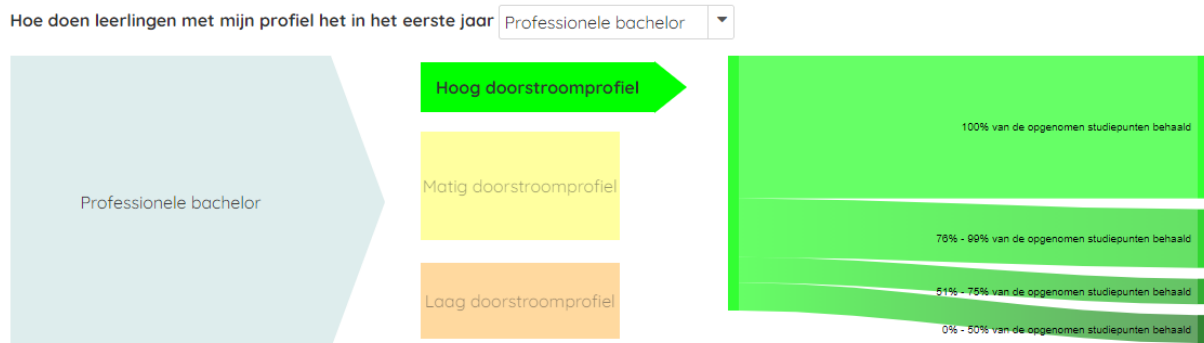 Hoe doen leerlingen met mijn profiel het in het eerste jaar Professionele bachelor
Professionele bachelor
Hoog doorstroomprofiel
Matig doorstroomprofiel
Laag doorstroomprofiel
100% van de opgenomen studiepunten behaald
76% - 99% van de opgenomen studiepunten behaald
51% - 75% van de opgenomen studiepunten behaald
0% - 50% van de opgenomen studiepunten behaald